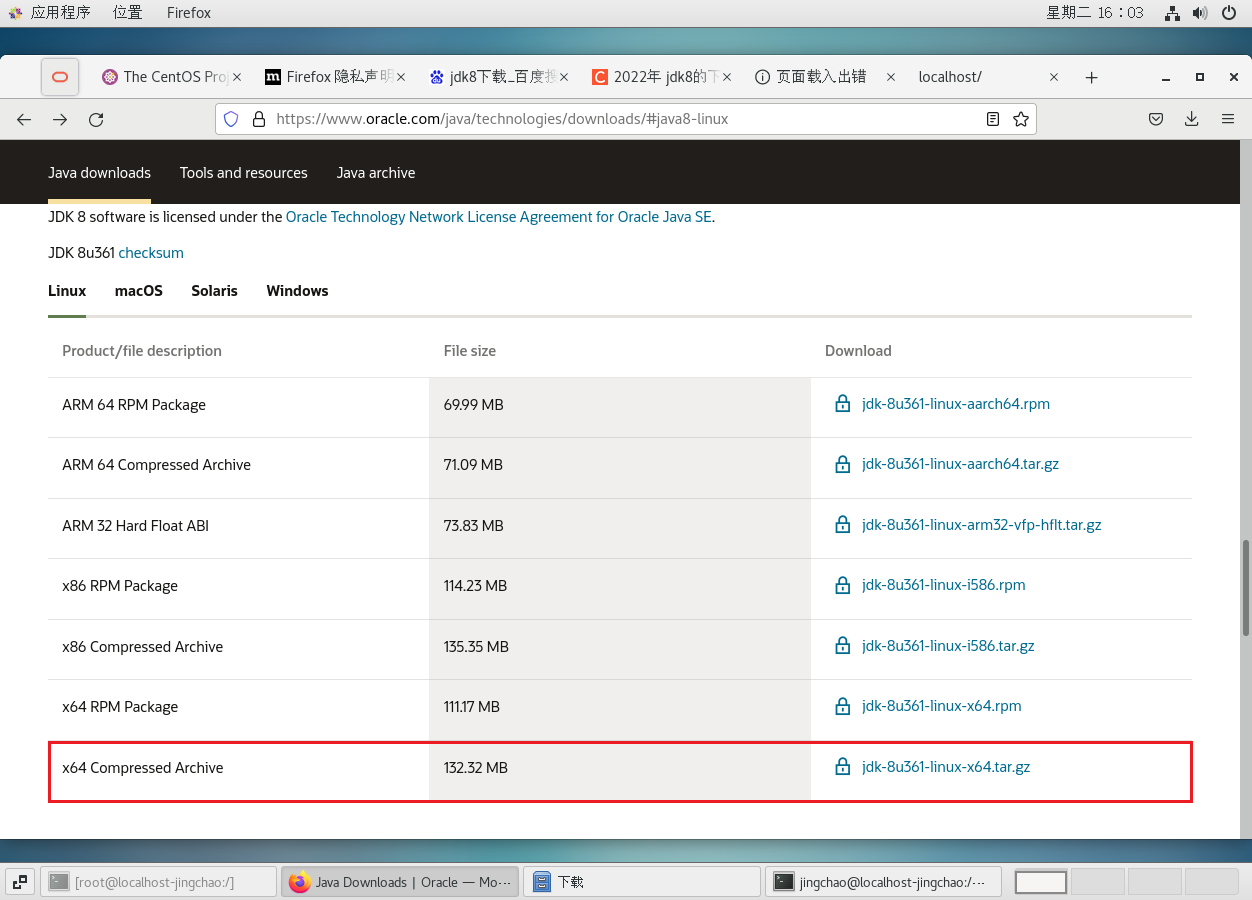 应用程序 位置 Firefox 星期二 16：03
The CentOS Pro Firefox 隐私声明 jdk8下载_百度搜 2022年 jdk8的下 页面载入出错 localhost/
https://www.oracle.com/java/technologies/downloads/#java8-linux
Java downloads Tools and resources Java archive
JDK 8 software is licensed under the Oracle Technology Network License Agreement for Oracle Java SE.
JDK 8u361 checksum
Linux macOS Solaris Windows
Product/file description File size Download
ARM 64 RPM Package 69.99 MB jdk-8u361-linux-aarch64.rpm
ARM 64 Compressed Archive 71.09 MB jdk-8u361-linux-aarch64.tar.gz
ARM 32 Hard Float ABI 73.83 MB jdk-8u361-linux-arm32-vfp-hflt.tar.gz
x86 RPM Package 114.23 MB jdk-8u361-linux-i586.rpm
x86 Compressed Archive 135.35 MB jdk-8u361-linux-i586.tar.gz
x64 RPM Package 111.17 MB jdk-8u361-linux-x64.rpm
x64 Compressed Archive 132.32 MB jdk-8u361-linux-x64.tar.gz
[root@localhost-jingchao:/] Java Downloads | Oracle — Mo··· 下载 jingchao@localhost-jingchao:/···